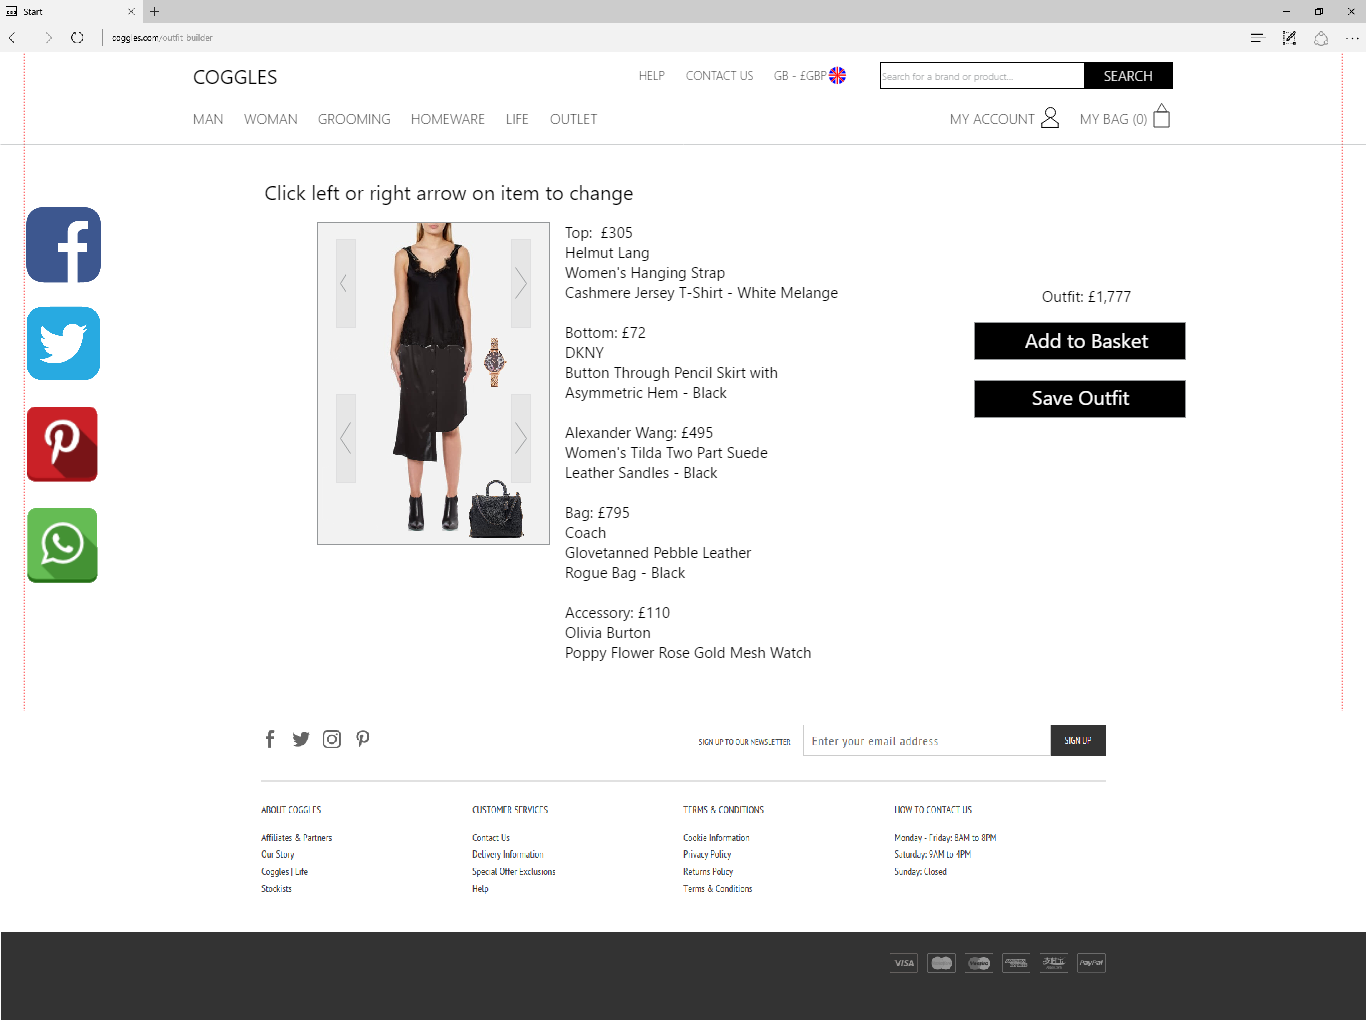 Start
coggles.com/outfit-builder
COGGLES
HELP
CONTACT US
GB - £GBP
Search for a brand or product...
SEARCH
MAN
WOMAN
GROOMING
HOMEWARE
LIFE
OUTLET
MY ACCOUNT
MY BAG (0)
Click left or right arrow on item to change
Top:  £305
Helmut Lang
Women's Hanging Strap
Cashmere Jersey T-Shirt - White Melange
Bottom: £72
DKNY
Button Through Pencil Skirt with
Asymmetric Hem - Black
Alexander Wang: £495
Women's Tilda Two Part Suede
Leather Sandles - Black
Bag: £795
Coach
Glovetanned Pebble Leather
Rogue Bag - Black
Accessory: £110
Olivia Burton
Poppy Flower Rose Gold Mesh Watch
Outfit: £1,777
Add to Basket
Save Outfit
SIGN UP TO OUR NEWSLETTER
Enter your email address
SIGN UP
ABOUT COGGLES
Affiliates & Partners
Our Story
Coggles | Life
Stockists
CUSTOMER SERVICES
Contact Us
Delivery Information
Special Offer Exclusions
Help
TERMS & CONDITIONS
Cookie Information
Privacy Policy
Returns Policy
Terms & Conditions
HOW TO CONTACT US
Monday - Friday: 8AM to 8PM
Saturday: 9AM to 4PM
Sunday: Closed
VISA
PayPal